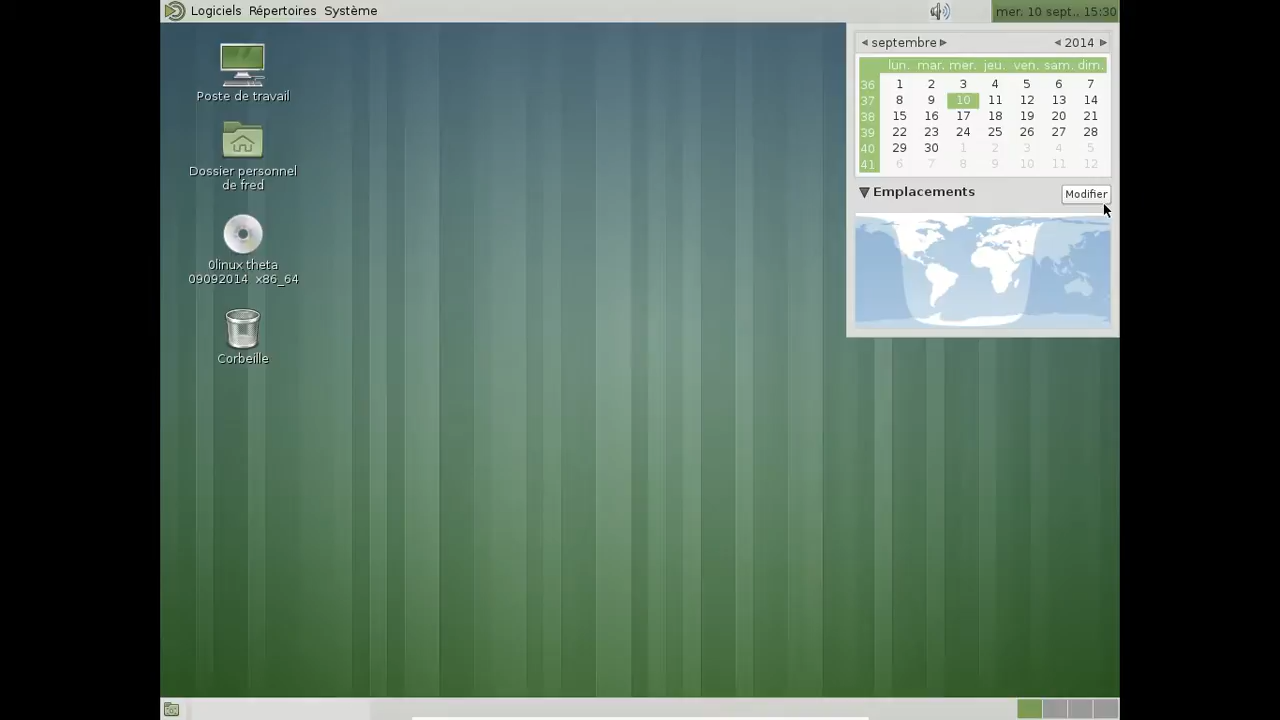 Logiciels Répertoires Système
mer. 10 sept., 15:30
septembre 2014
lun. mar. mer. jeu. ven. sam. dim.
36 1 2 3 4 5 6 7
37 8 9 10 11 12 13 14
38 15 16 17 18 19 20 21
39 22 23 24 25 26 27 28
40 29 30 1 2 3 4 5
41 6 7 8 9 10 11 12
Emplacements Modifier
Poste de travail
Dossier personnel
de fred
0linux theta
09092014 x86_64
Corbeille